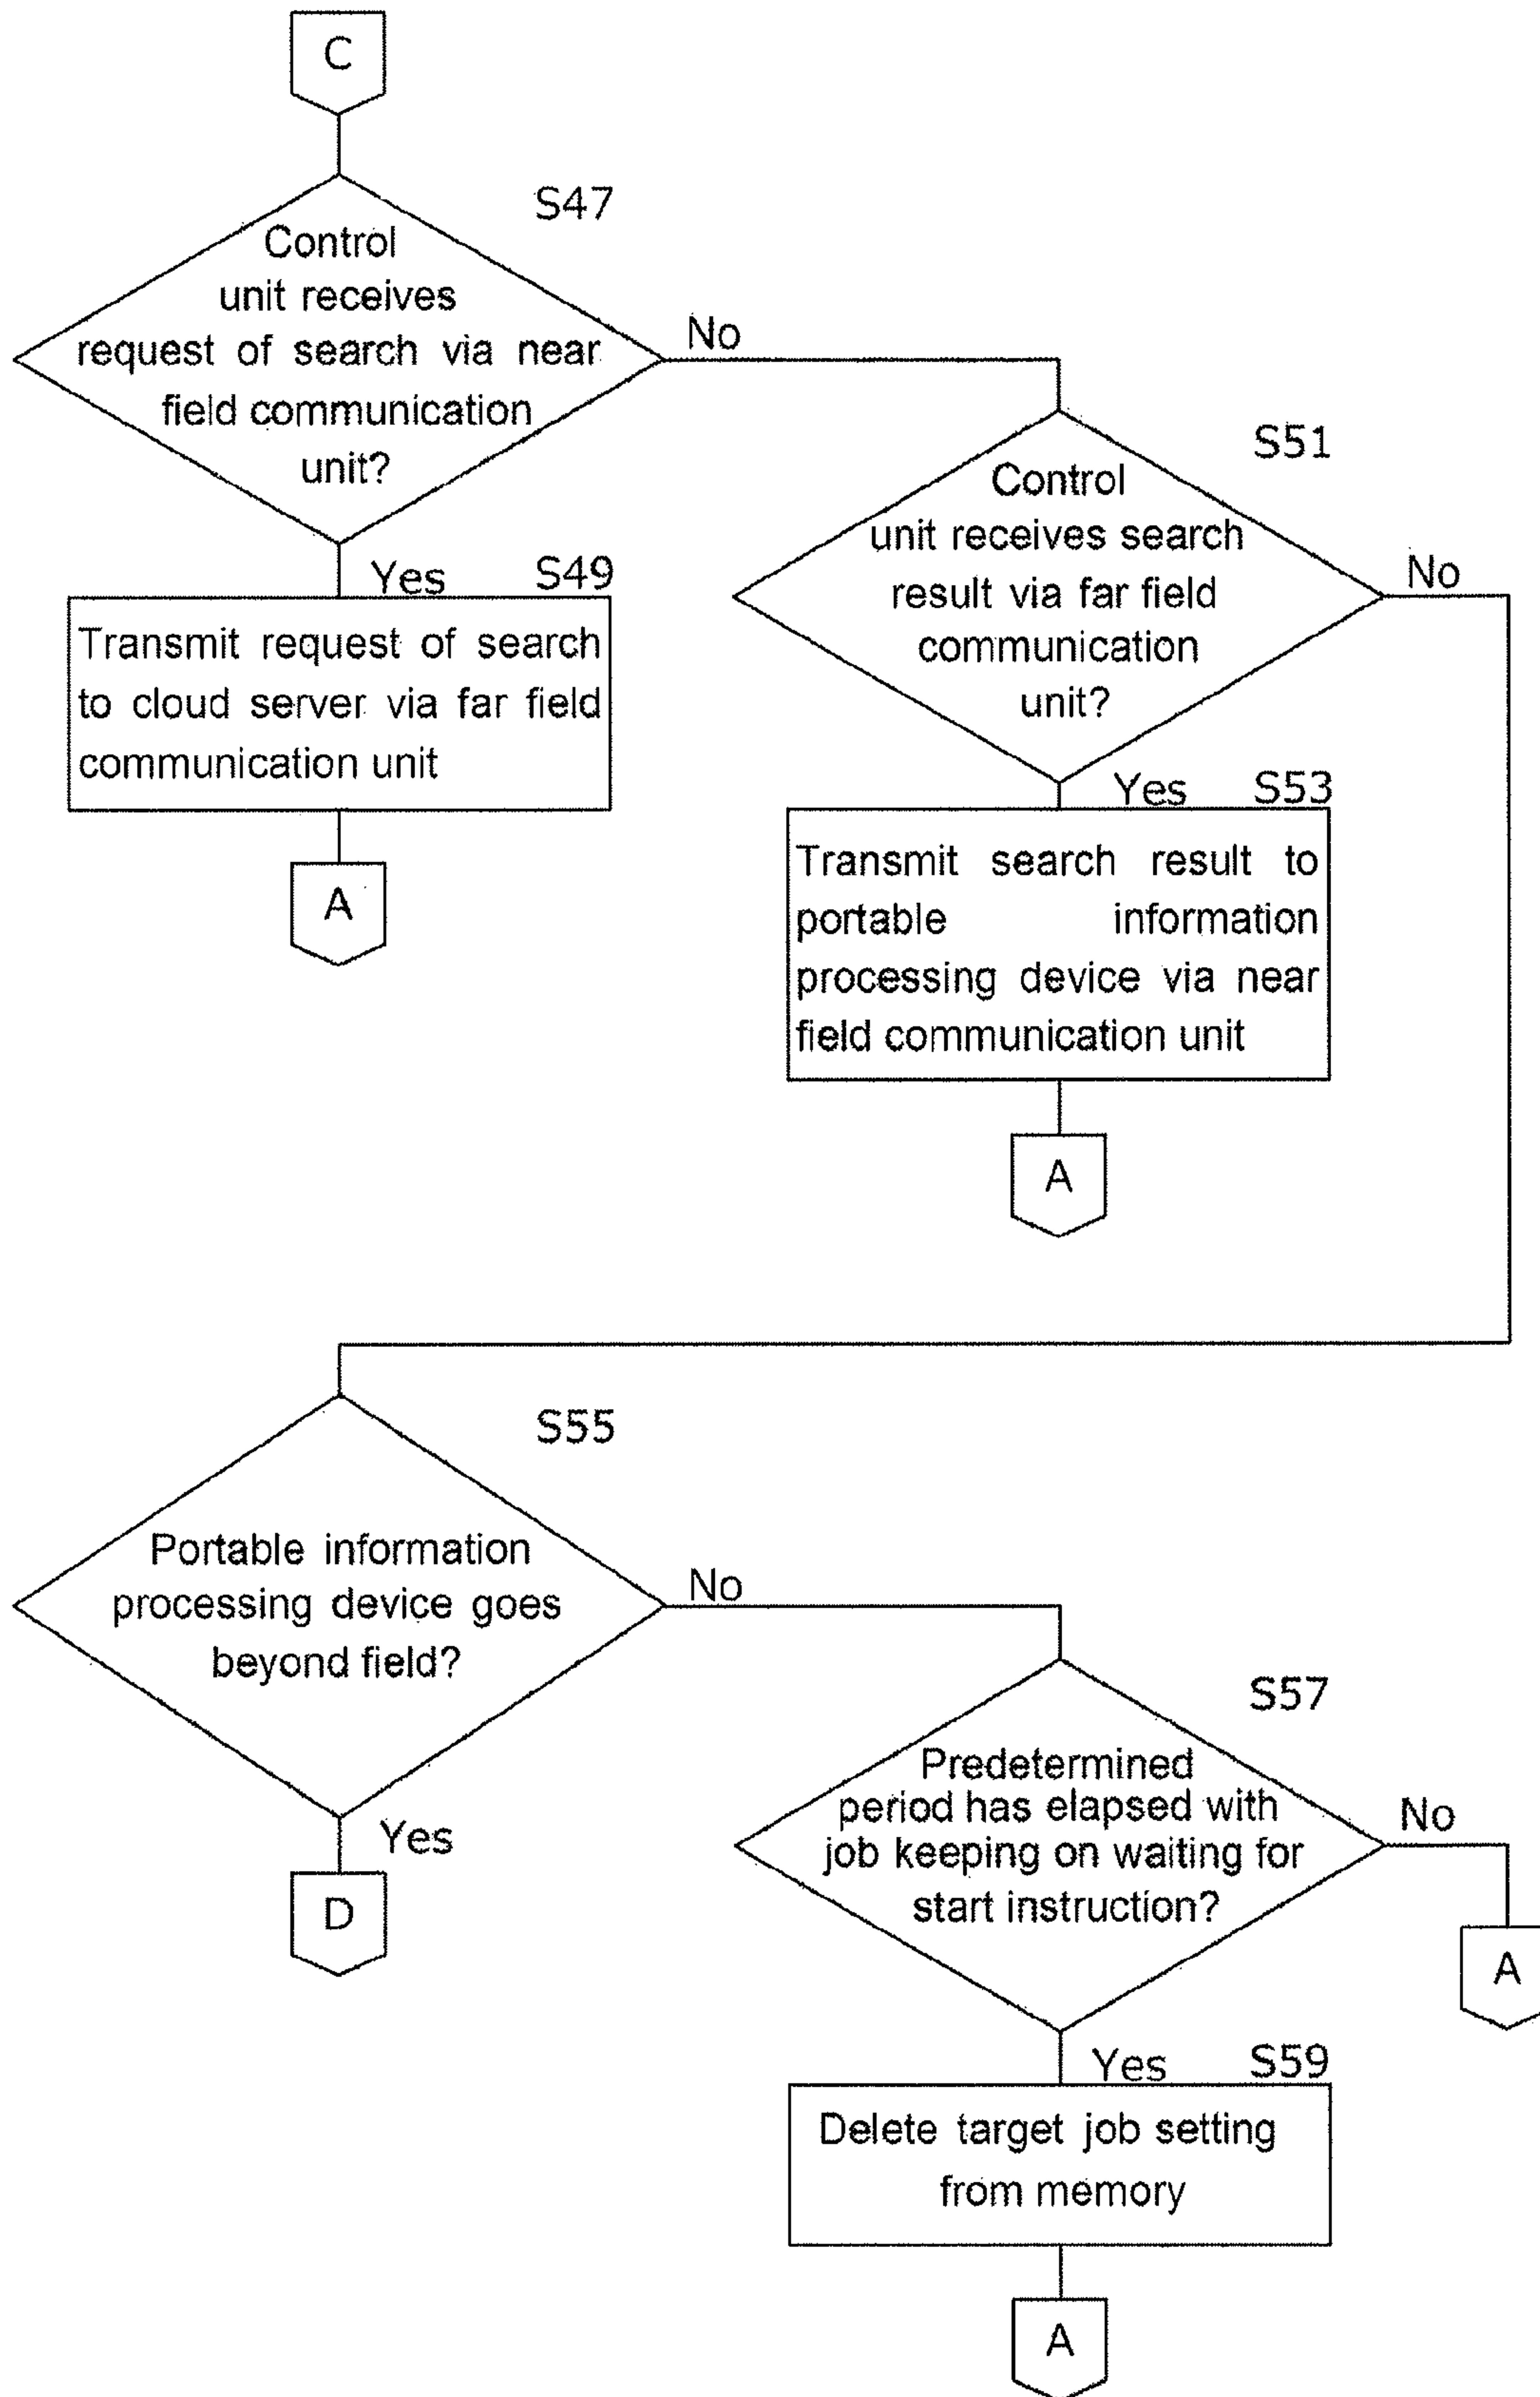 C
S47
Control
unit receives
request of search via near
field communication
unit?
No
Yes
S49
Transmit request of search
to cloud server via far field
communication unit
A
S51
Control
unit receives search
result via far field
communication
unit?
No
Yes
S53
Transmit search result to
portable information
processing device via near
field communication unit
A
S55
Portable information
processing device goes
beyond field?
No
Yes
D
S57
Predetermined
period has elapsed with
job keeping on waiting for
start instruction?
No
A
Yes
S59
Delete target job setting
from memory
A